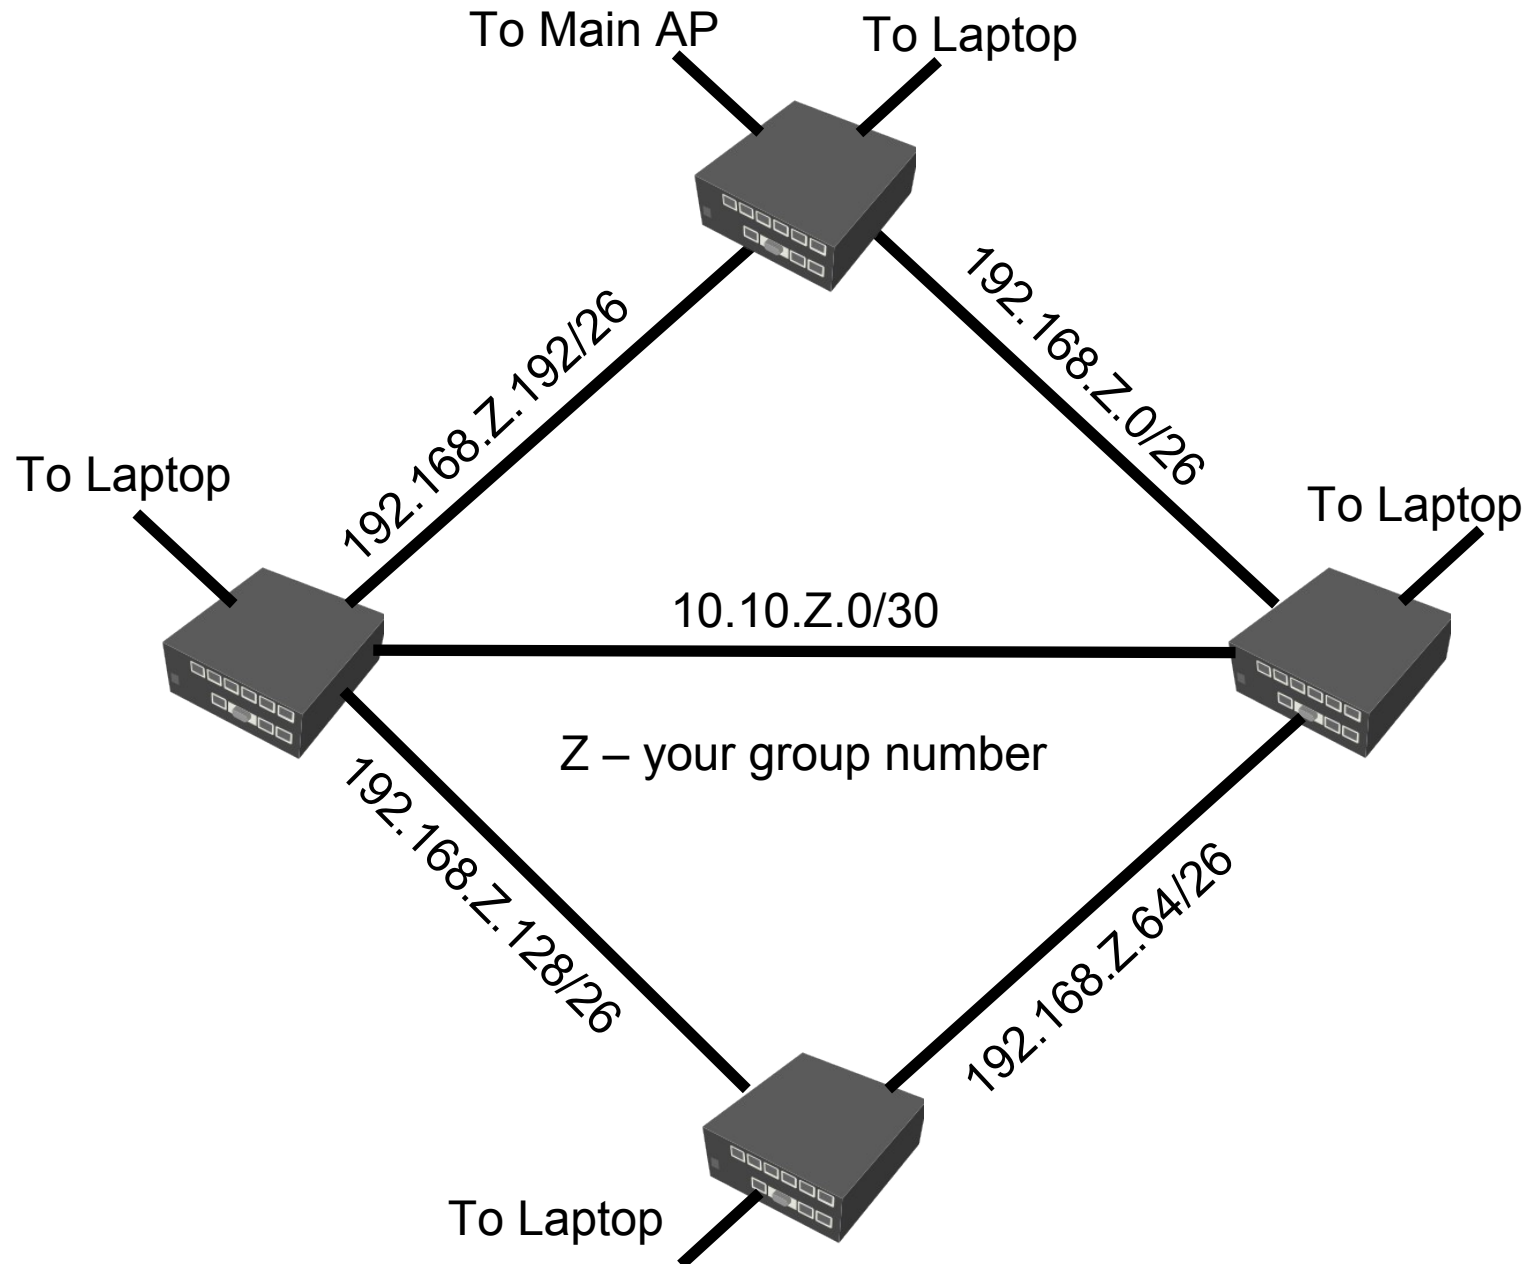 To Main AP
To Laptop
192.168.Z.192/26
192.168.Z.0/26
To Laptop
To Laptop
10.10.Z.0/30
Z – your group number
192.168.Z.128/26
192.168.Z.64/26
To Laptop